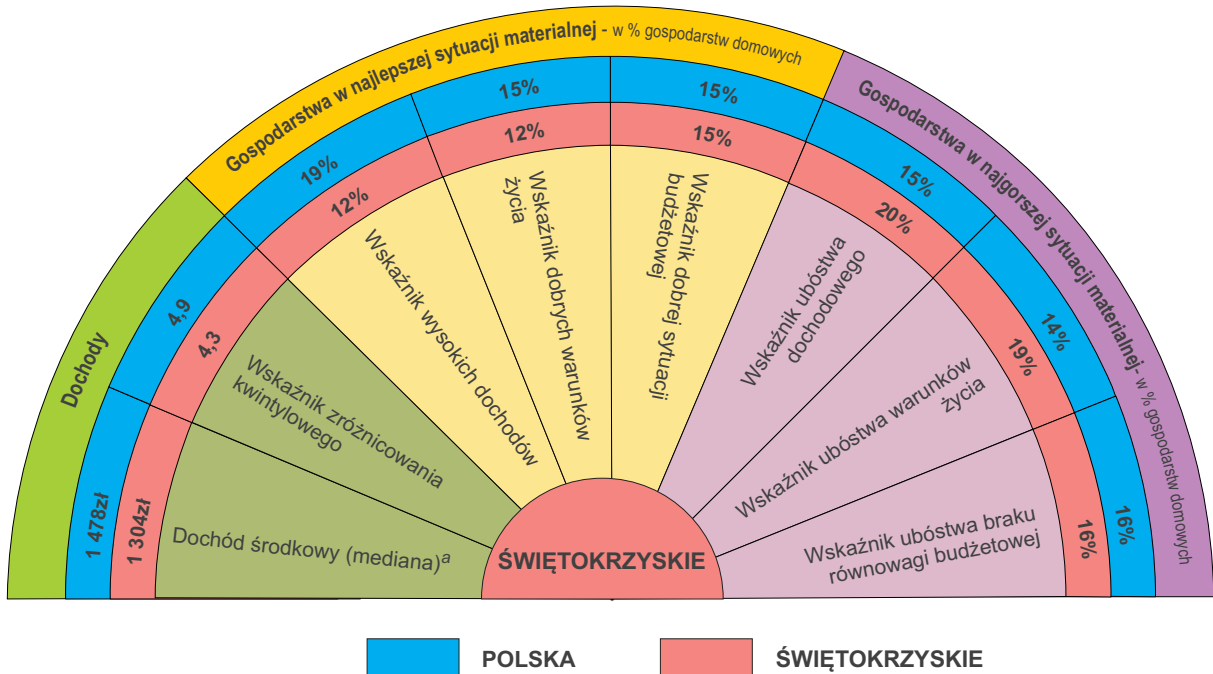 Dochody
Gospodarstwa w najlepszej sytuacji materialnej - w % gospodarstw domowych
Gospodarstwa w najgorszej sytuacji materialnej- w % gospodarstw domowych
1 478zł
4,9
19%
15%
15%
15%
14%
16%
1 304zł
4,3
12%
12%
15%
20%
19%
16%
Dochód środkowy (mediana)a
Wskaźnik zróżnicowania
kwintylowego
Wskaźnik wysokich dochodów
Wskaźnik dobrych warunków
życia
Wskaźnik dobrej sytuacji
budżetowej
Wskaźnik ubóstwa
dochodowego
Wskaźnik ubóstwa warunków
życia
Wskaźnik ubóstwa braku
równowagi budżetowej
ŚWIĘTOKRZYSKIE
POLSKA
ŚWIĘTOKRZYSKIE